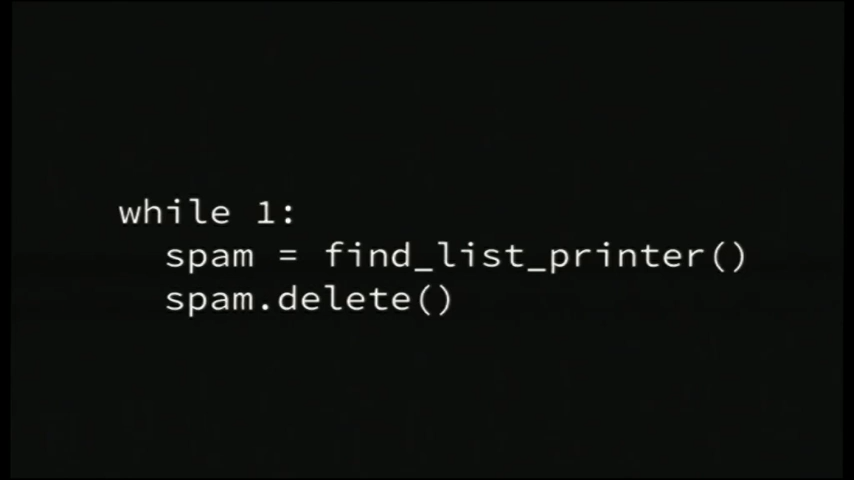 while 1:
  spam = find_list_printer()
  spam.delete()